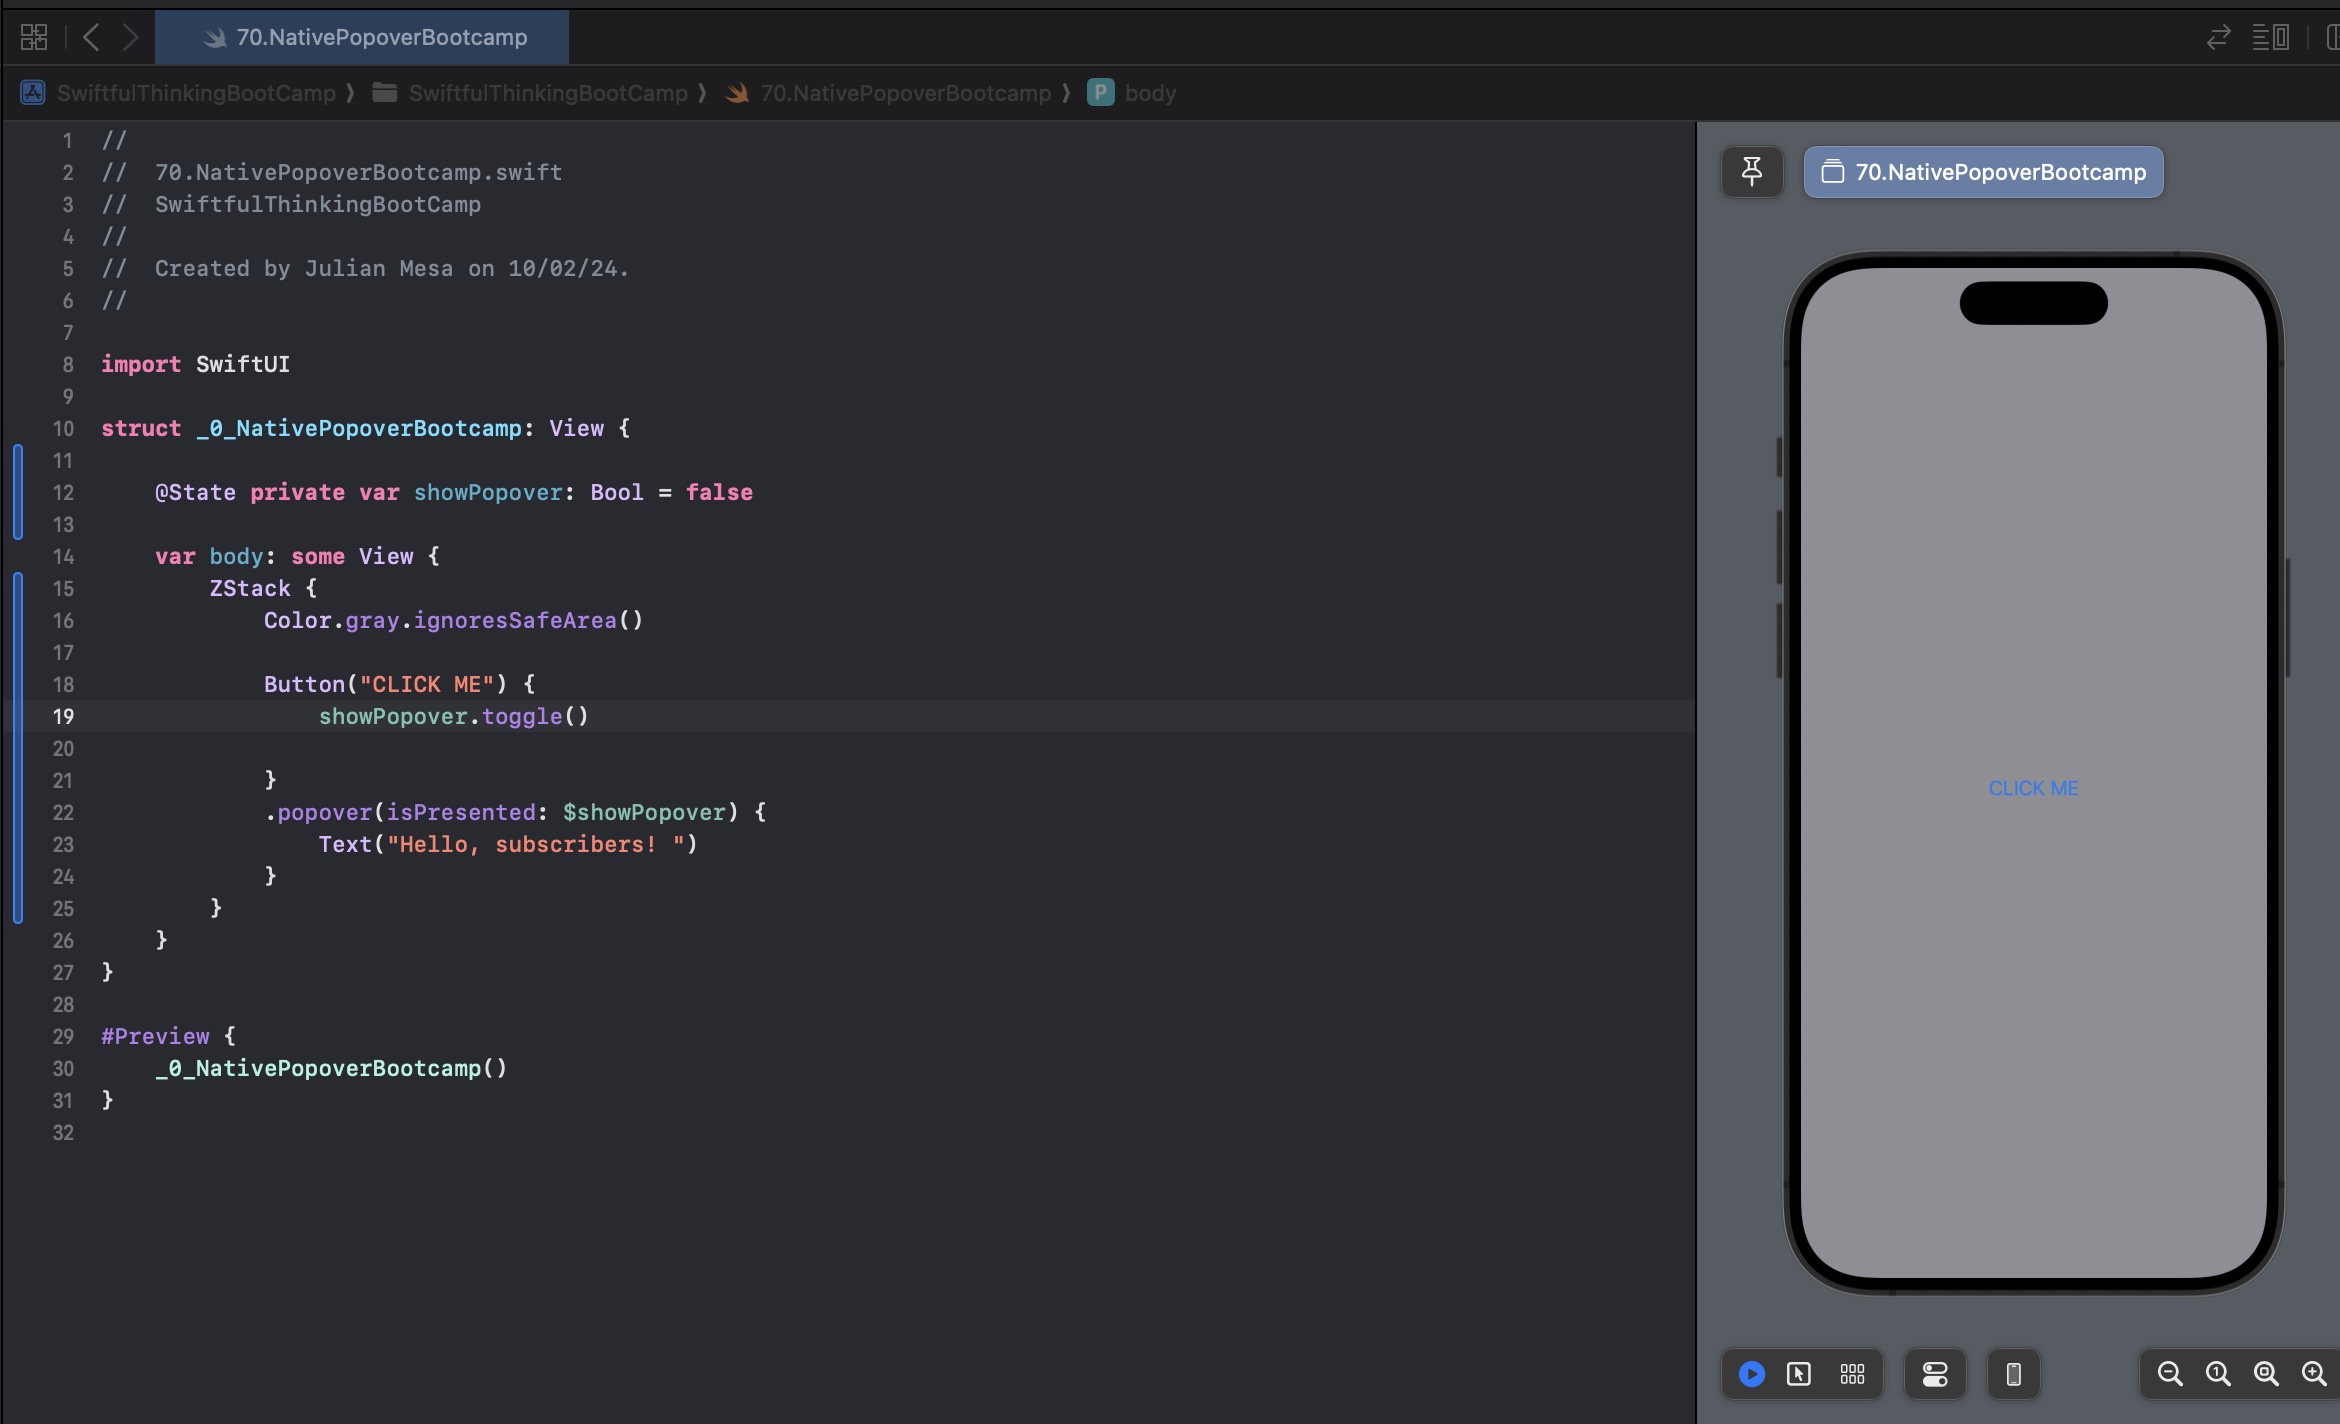 70.NativePopoverBootcamp
SwiftfulThinkingBootCamp ⟩ SwiftfulThinkingBootCamp ⟩ 70.NativePopoverBootcamp ⟩ P body
1 //
2 //  70.NativePopoverBootcamp.swift
3 //  SwiftfulThinkingBootCamp
4 //
5 //  Created by Julian Mesa on 10/02/24.
6 //
7
8 import SwiftUI
9
10 struct _0_NativePopoverBootcamp: View {
11
12     @State private var showPopover: Bool = false
13
14     var body: some View {
15         ZStack {
16             Color.gray.ignoresSafeArea()
17
18             Button("CLICK ME") {
19                 showPopover.toggle()
20
21             }
22             .popover(isPresented: $showPopover) {
23                 Text("Hello, subscribers! ")
24             }
25         }
26     }
27 }
28
29 #Preview {
30     _0_NativePopoverBootcamp()
31 }
32
70.NativePopoverBootcamp
CLICK ME